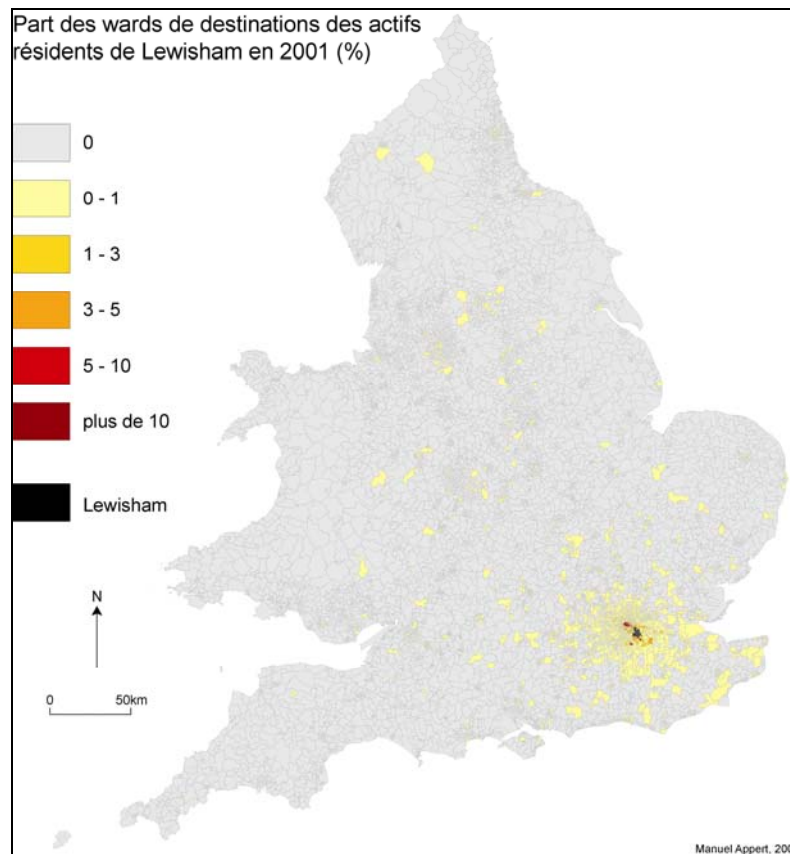 Part des wards de destinations des actifs
résidents de Lewisham en 2001 (%)
0
0 - 1
1 - 3
3 - 5
5 - 10
plus de 10
Lewisham
N
0 50km
Manuel Appert, 200